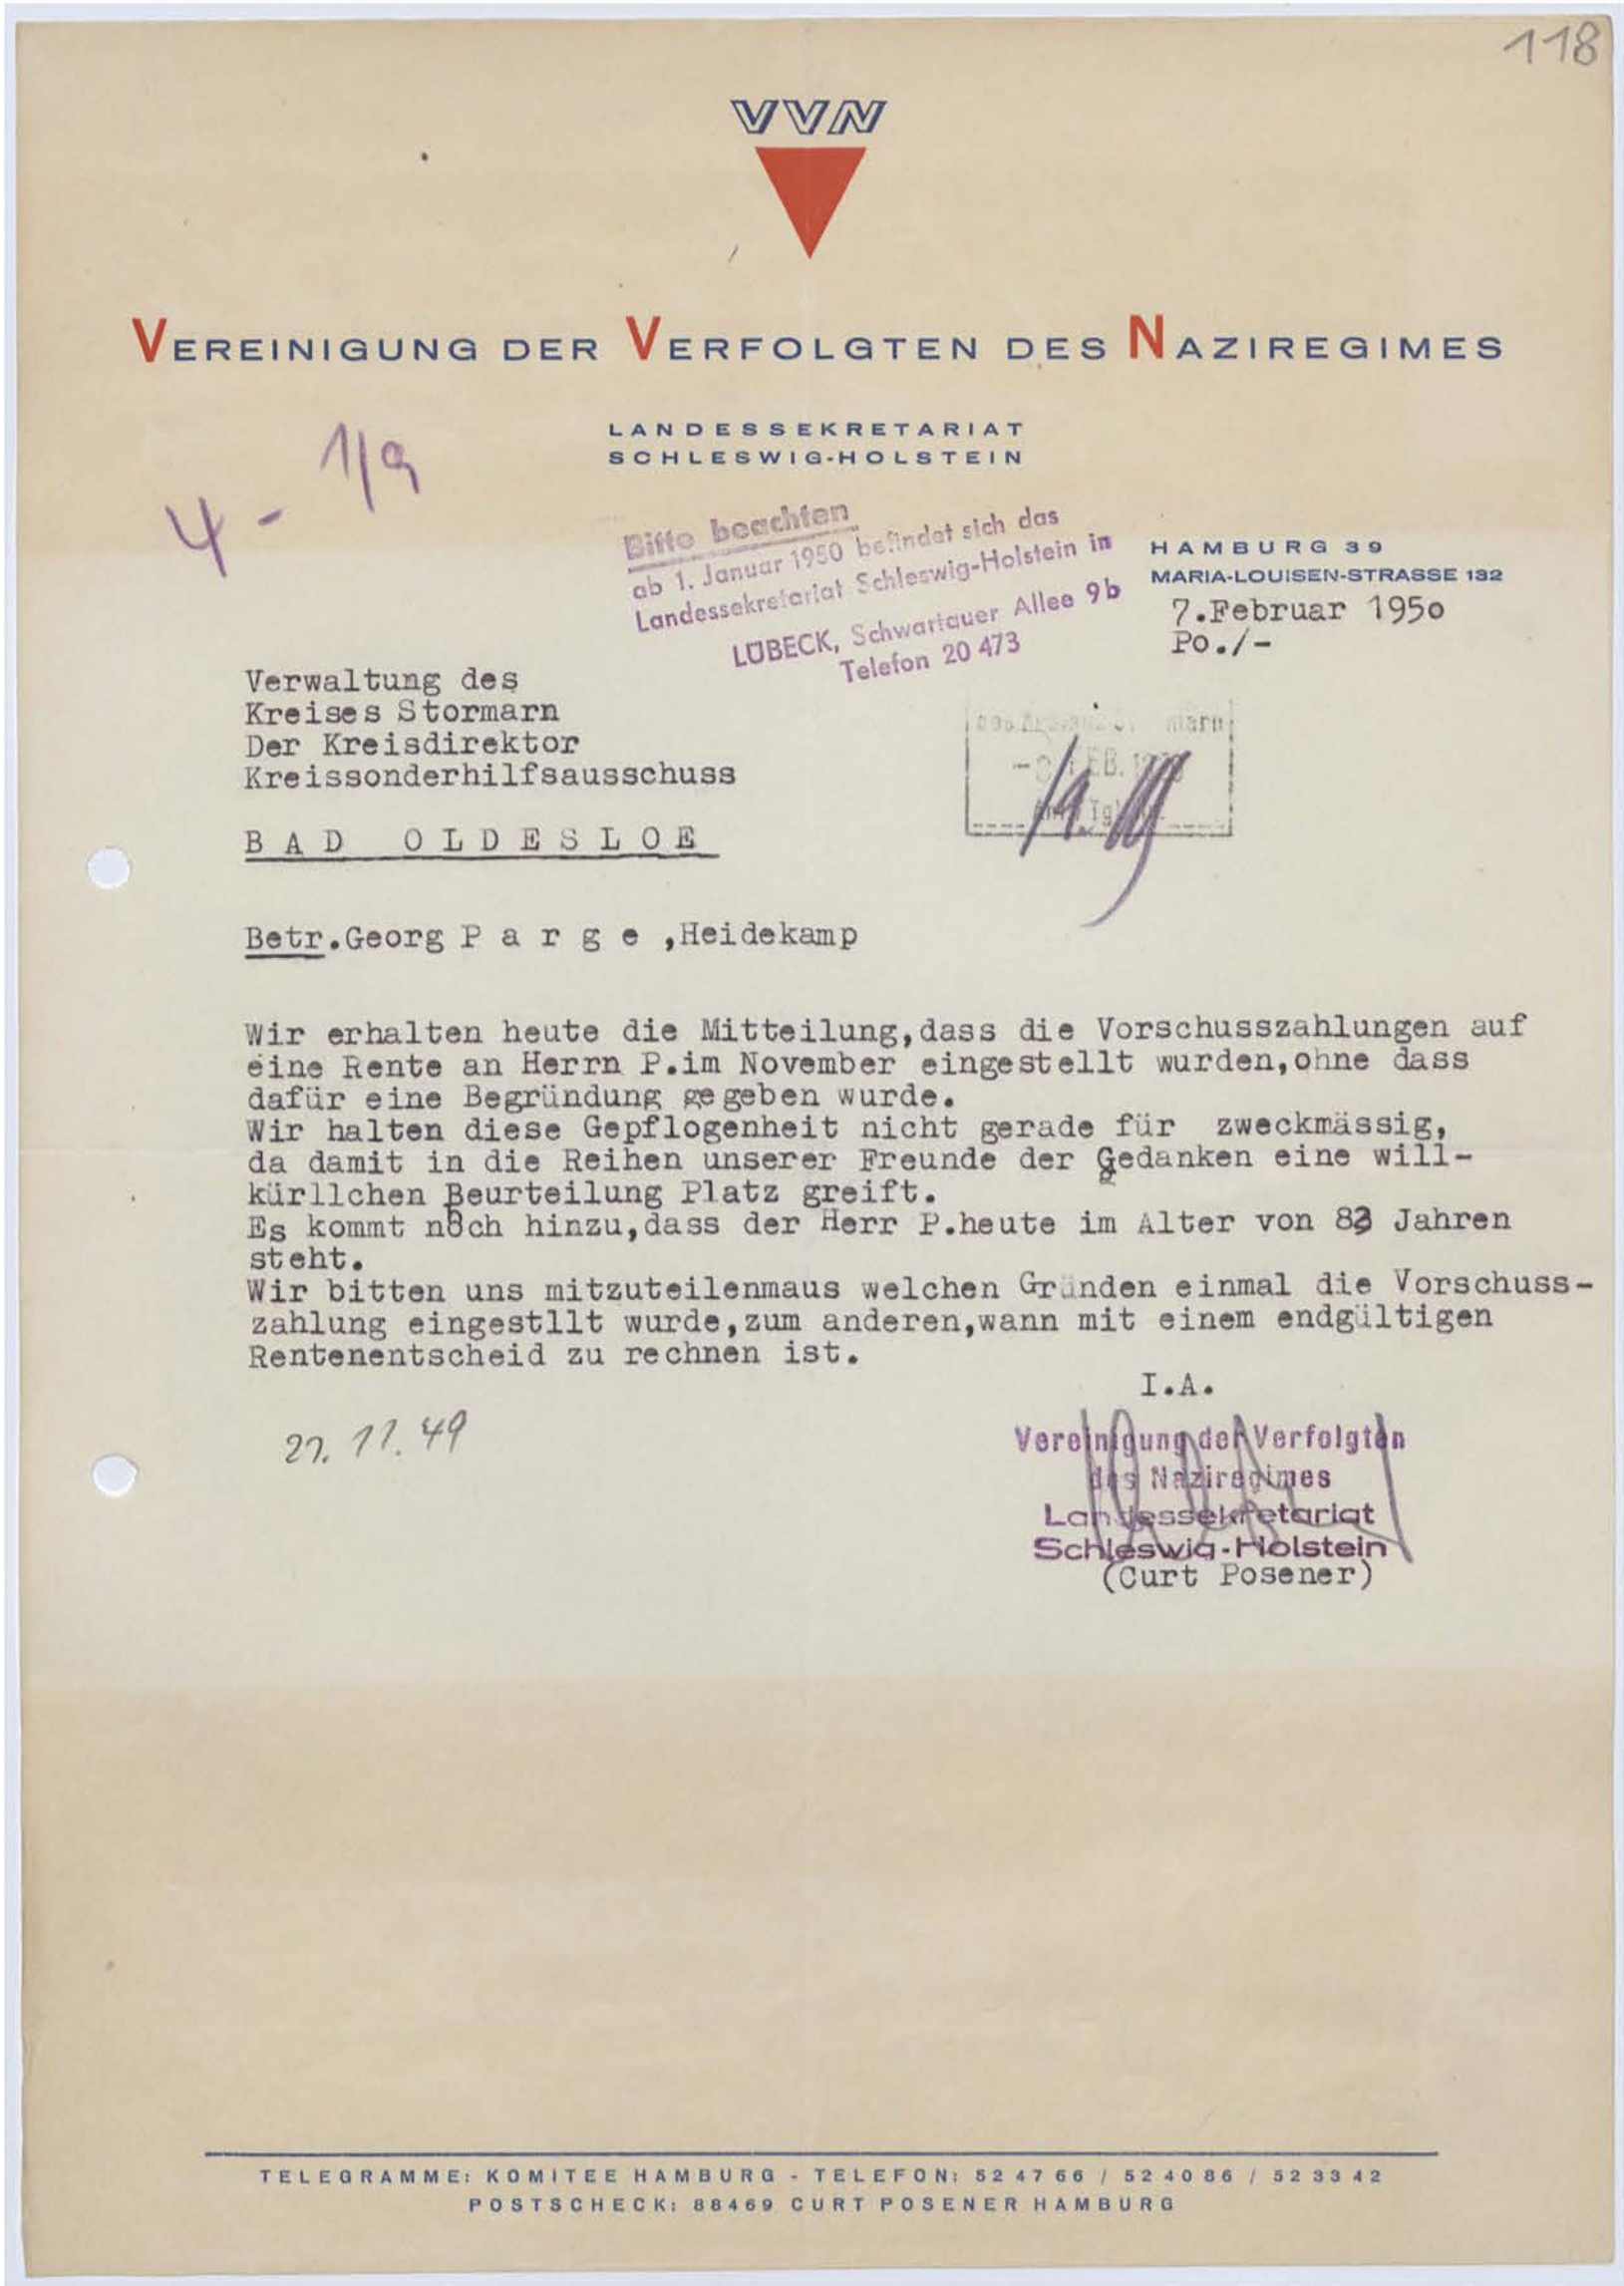 118
VVN
VEREINIGUNG DER VERFOLGTEN DES NAZIREGIMES
LANDESSEKRETARIAT
SCHLESWIG-HOLSTEIN
4 - 1/9
Bitte beachten
ab 1. Januar 1950 befindet sich das
Landessekretariat Schleswig-Holstein in
LÜBECK, Schwartauer Allee 9b
Telefon 20 473
HAMBURG 39
MARIA-LOUISEN-STRASSE 132
7.Februar 1950
Po./-
Verwaltung des
Kreises Stormarn
Der Kreisdirektor
Kreissonderhilfsausschuss
BAD OLDESLOE
FEB.
Betr.Georg P a r g e ,Heidekamp
Wir erhalten heute die Mitteilung,dass die Vorschusszahlungen auf
eine Rente an Herrn P.im November eingestellt wurden,ohne dass
dafür eine Begründung gegeben wurde.
Wir halten diese Gepflogenheit nicht gerade für zweckmässig,
da damit in die Reihen unserer Freunde der Gedanken eine will-
kürllchen Beurteilung Platz greift.
Es kommt noch hinzu,dass der Herr P.heute im Alter von 83 Jahren
steht.
Wir bitten uns mitzuteilenmaus welchen Gründen einmal die Vorschuss-
zahlung eingestllt wurde,zum anderen,wann mit einem endgültigen
Rentenentscheid zu rechnen ist.
I.A.
27. 11. 49
Vereinigung der Verfolgten
des Naziregimes
Landessekretariat
Schleswig-Holstein
(Curt Posener)
TELEGRAMME: KOMITEE HAMBURG - TELEFON: 52 47 66 / 52 40 86 / 52 33 42
POSTSCHECK: 88469 CURT POSENER HAMBURG